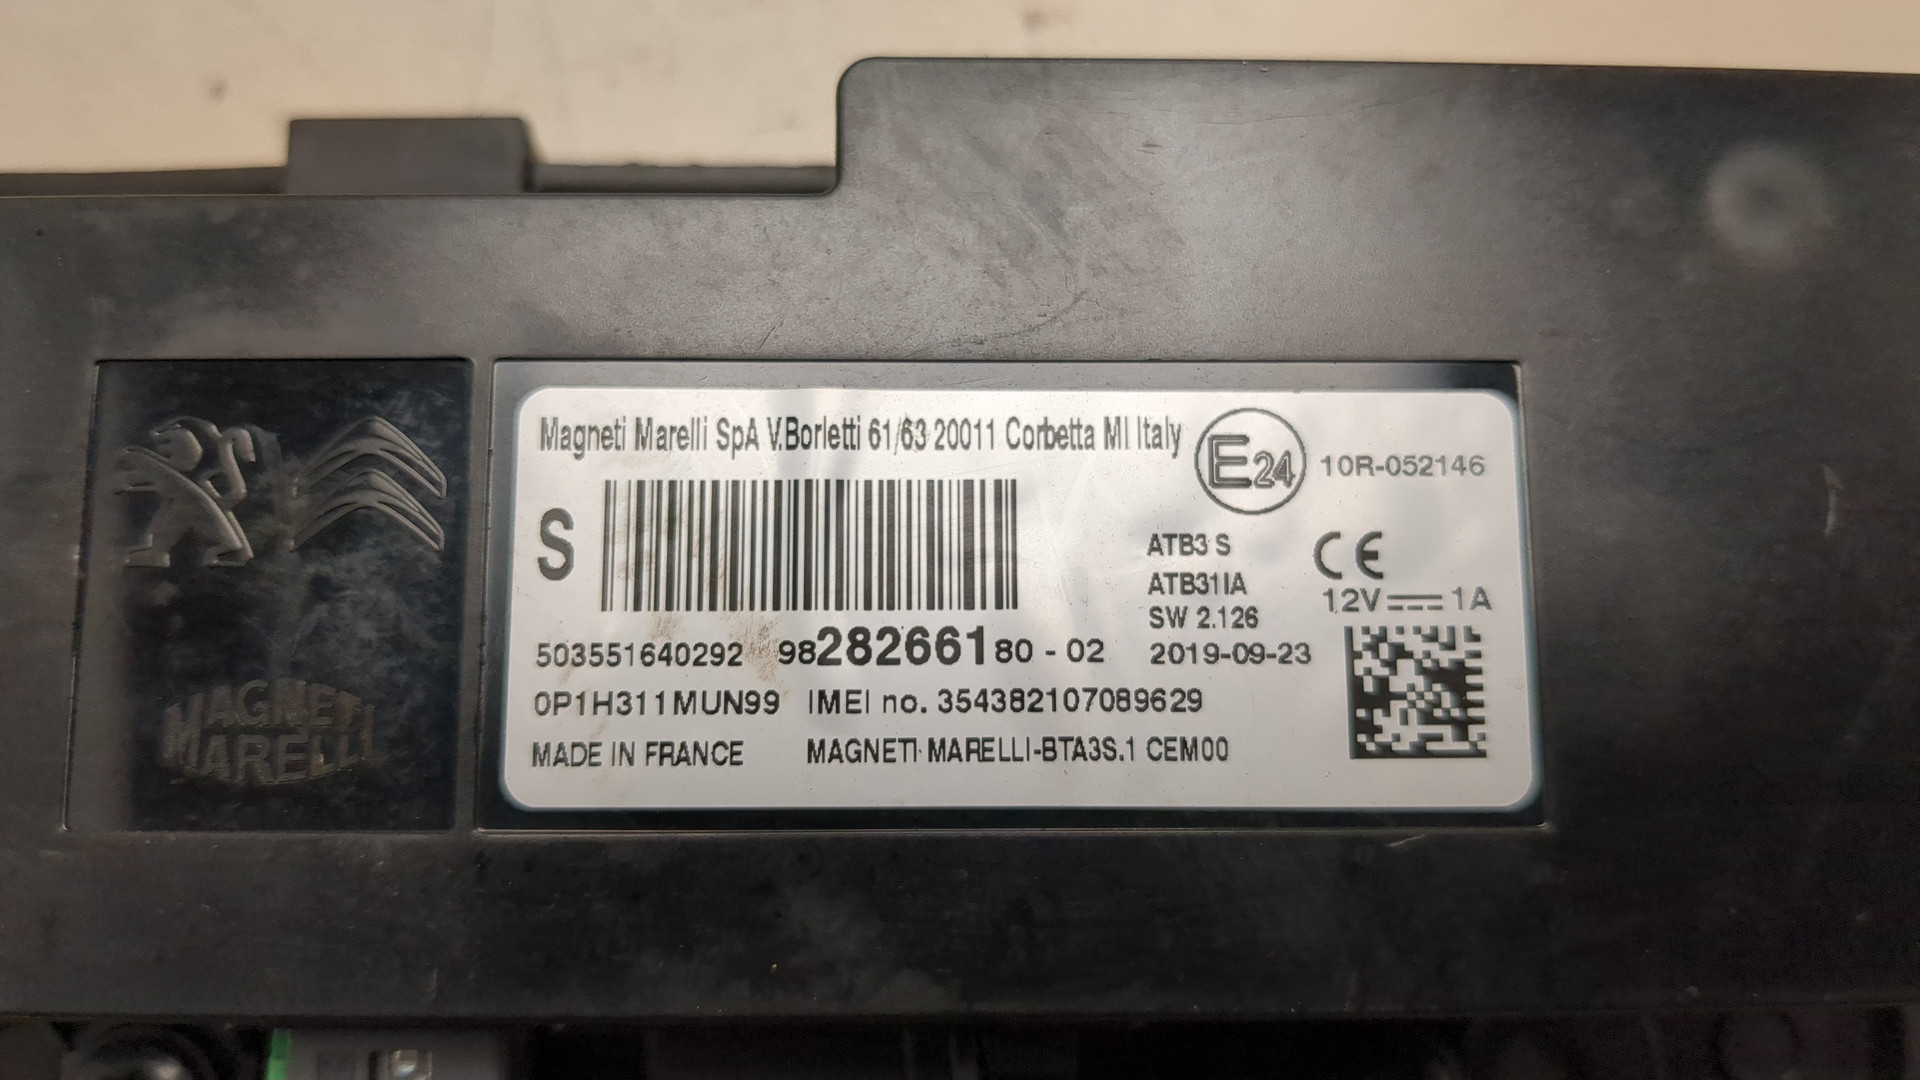 Magneti Marelli SpA V.Borletti 61/63 20011 Corbetta MI Italy
E24 10R-052146
S
ATB3 S
ATB31IA
SW 2.126
CE
12V 1A
503551640292 9828266180 - 02 2019-09-23
0P1H311MUN99 IMEI no. 354382107089629
MADE IN FRANCE MAGNETI MARELLI-BTA3S.1 CEM00
MAGNETI
MARELLI